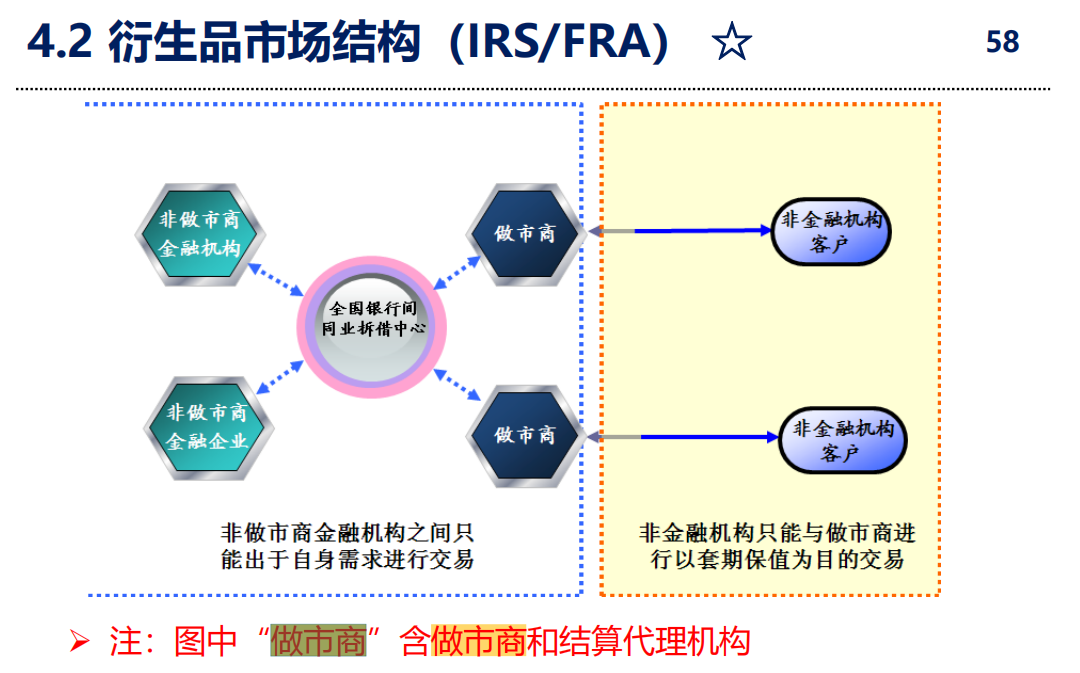 4.2 衍生品市场结构（IRS/FRA） ☆
58
非做市商
金融机构
做市商
非金融机构
客户
全国银行间
同业拆借中心
非做市商
金融企业
做市商
非金融机构
客户
非做市商金融机构之间只
能出于自身需求进行交易
非金融机构只能与做市商进
行以套期保值为目的交易
➢ 注：图中“做市商”含做市商和结算代理机构